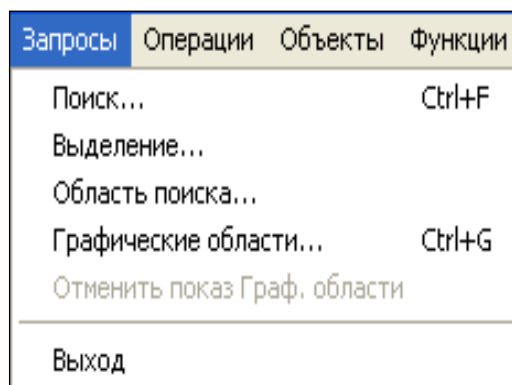 Запросы Операции Объекты Функции
Поиск... Ctrl+F
Выделение...
Область поиска...
Графические области... Ctrl+G
Отменить показ Граф. области
Выход